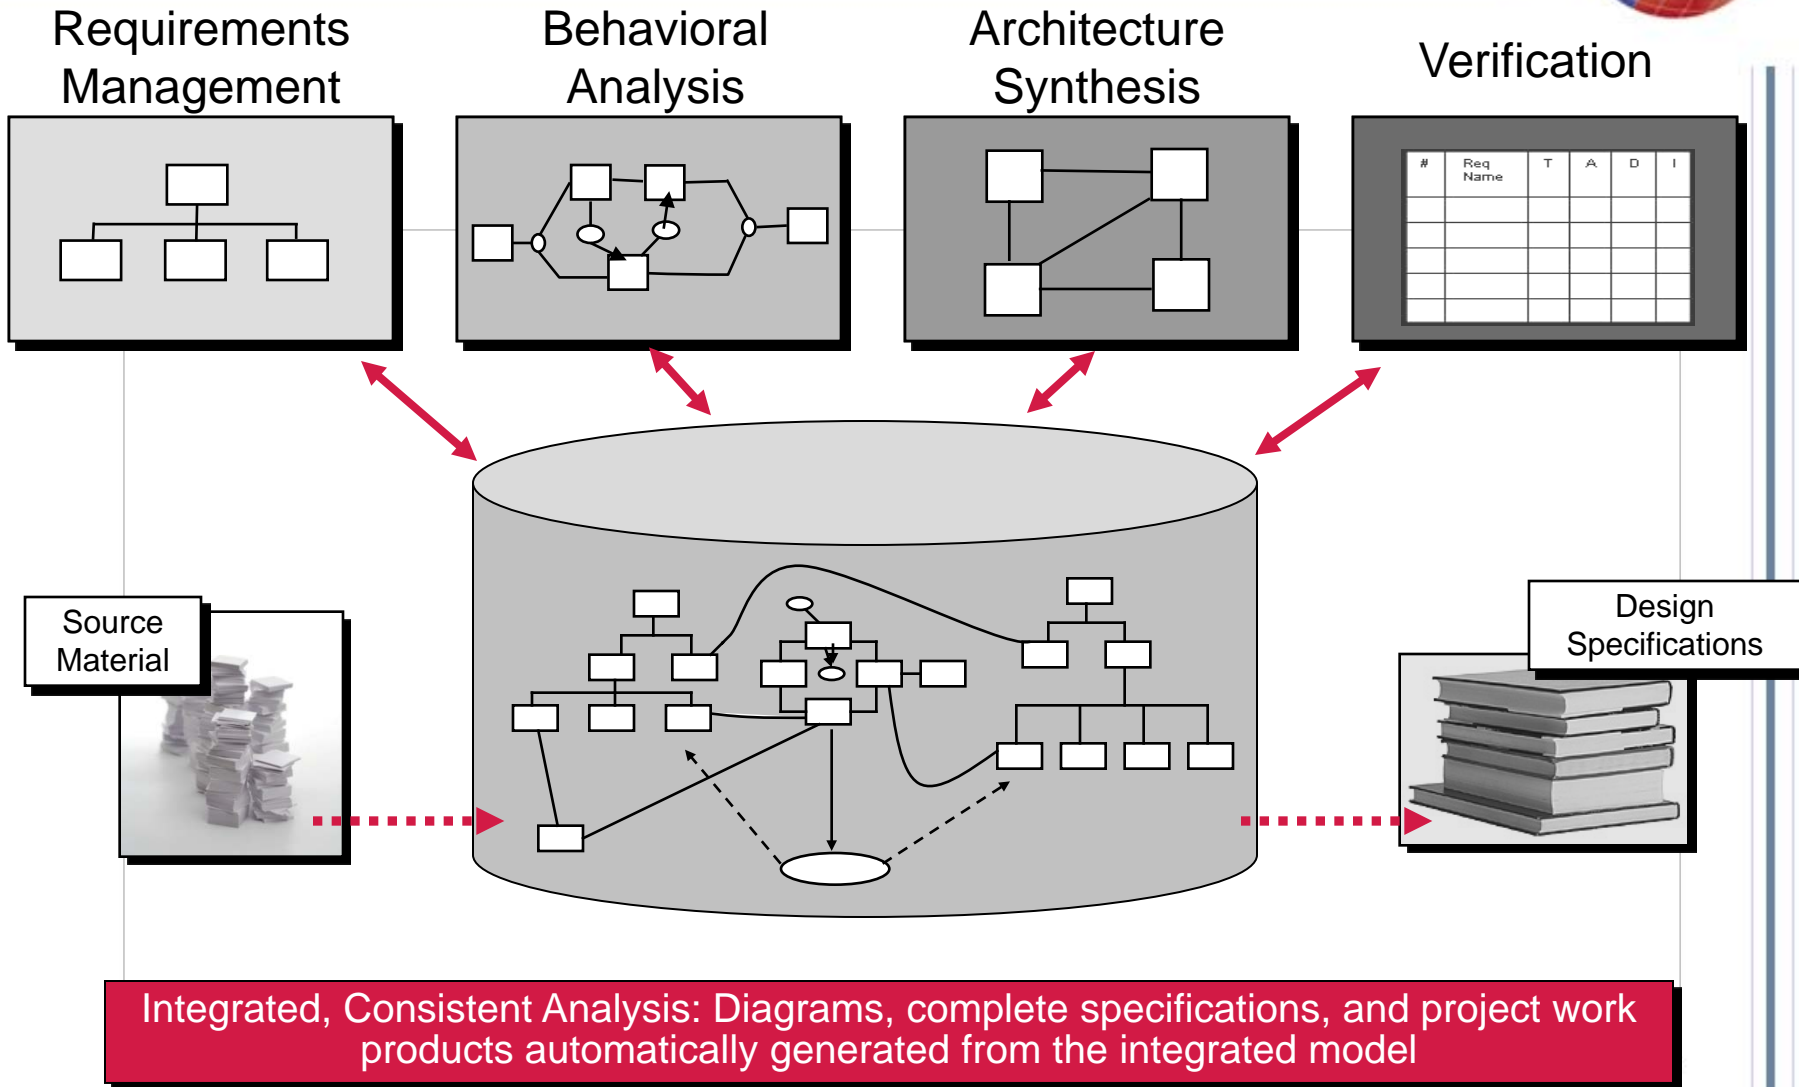 Requirements
Management
Behavioral
Analysis
Architecture
Synthesis
Verification
# Req T A D I
Name
Source
Material
Design
Specifications
Integrated, Consistent Analysis: Diagrams, complete specifications, and project work
products automatically generated from the integrated model